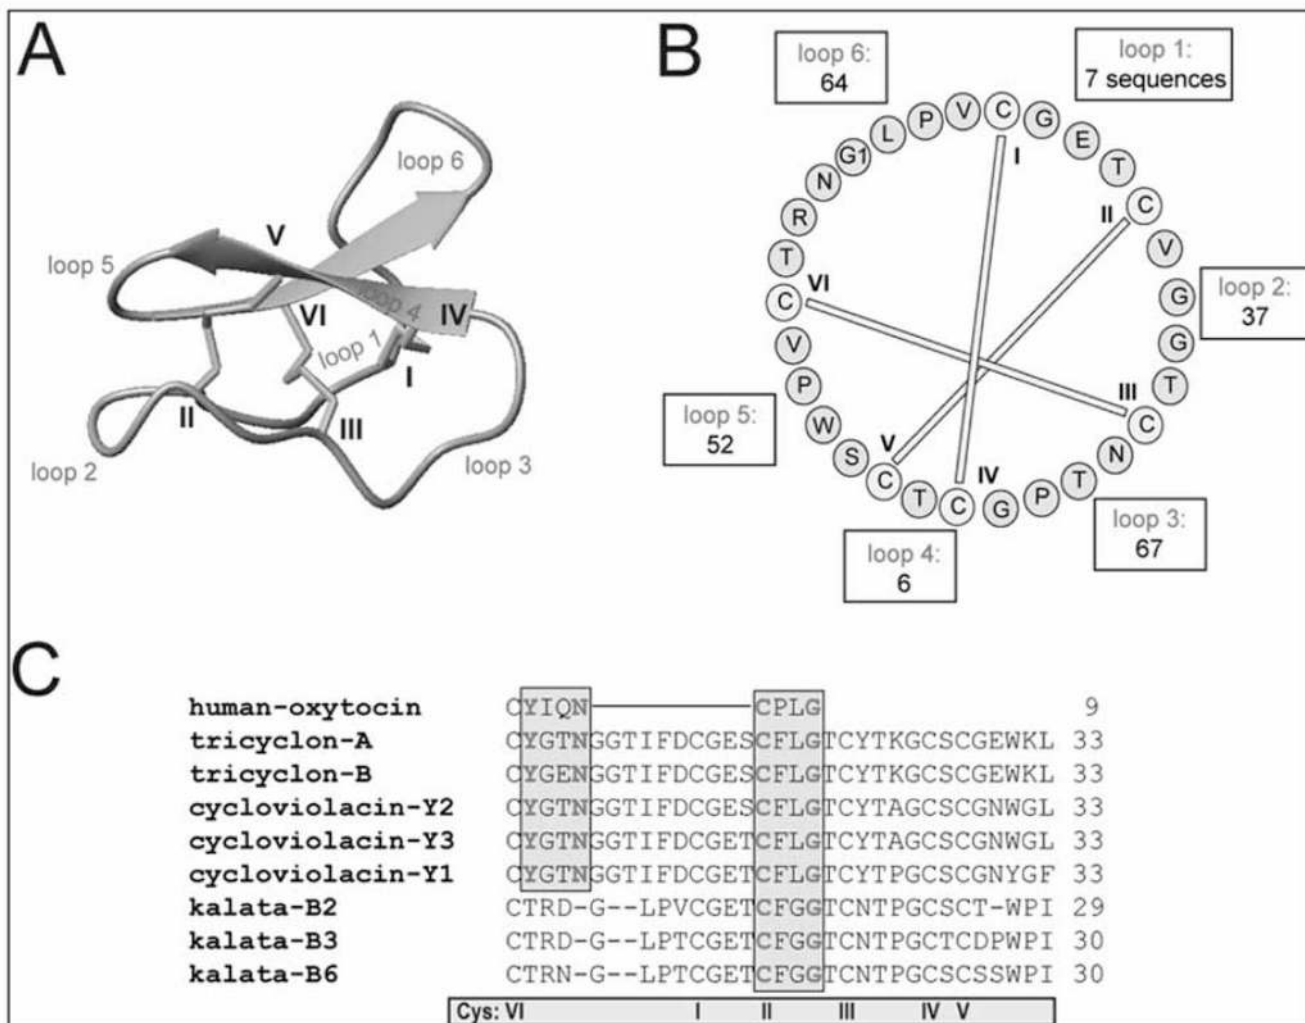 A
loop 6
V
loop 5
loop 4
VI
IV
loop 1
I
II
III
loop 2
loop 3
B
loop 6:
64
loop 1:
7 sequences
C G E T C V G G T C N T P G C T C S W P V C T R N G1 L P V
I
II
III
IV
V
VI
loop 2:
37
loop 5:
52
loop 3:
67
loop 4:
6
C
human-oxytocin CYIQN CPLG 9
tricyclon-A CYGTNGGTIFDCGESCFLGTCYTKGCSCGEWKL 33
tricyclon-B CYGENGGTIFDCGESCFLGTCYTKGCSCGEWKL 33
cycloviolacin-Y2 CYGTNGGTIFDCGESCFLGTCYTAGCSCGNWGL 33
cycloviolacin-Y3 CYGTNGGTIFDCGETCFLGTCYTAGCSCGNWGL 33
cycloviolacin-Y1 CYGTNGGTIFDCGETCFLGTCYTPGCSCGNYGF 33
kalata-B2 CTRD-G--LPVCGETCFGGTCNTPGCSCT-WPI 29
kalata-B3 CTRD-G--LPTCGETCFGGTCNTPGCTCDPWPI 30
kalata-B6 CTRN-G--LPTCGETCFGGTCNTPGCSCSSWPI 30
Cys: VI I II III IV V